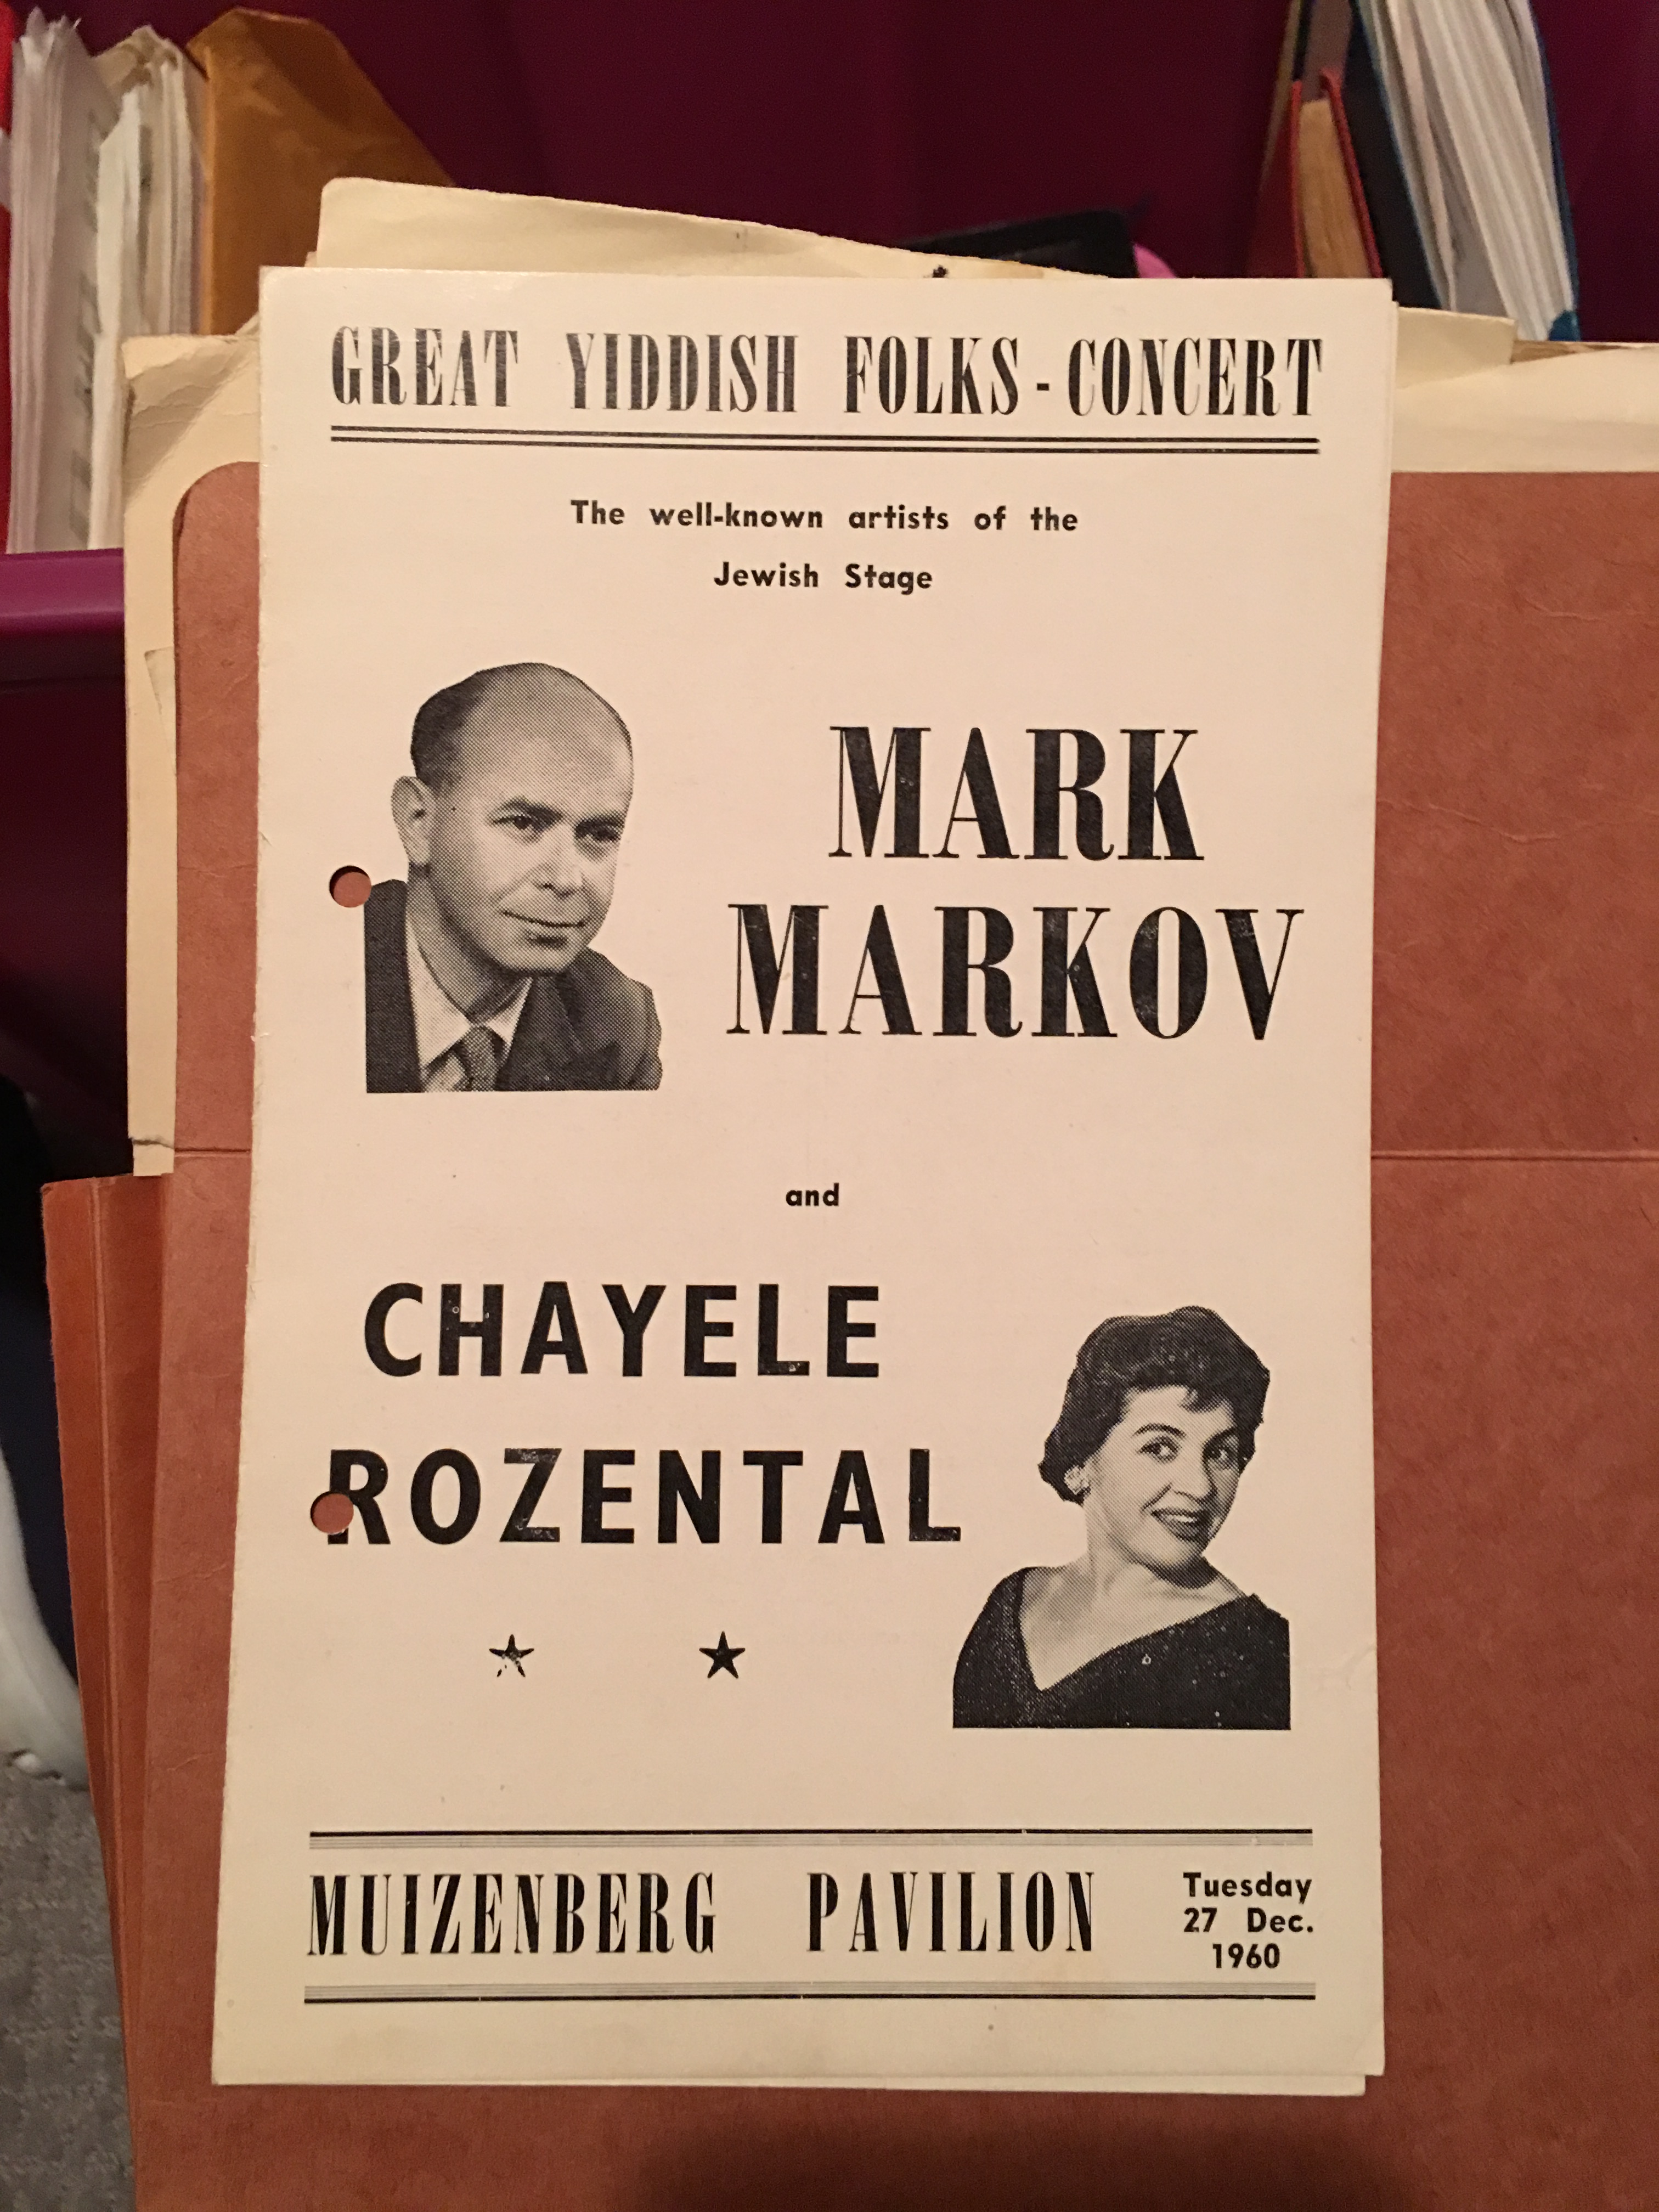 GREAT YIDDISH FOLKS - CONCERT
The well-known artists of the
Jewish Stage
MARK
MARKOV
and
CHAYELE
ROZENTAL
MUIZENBERG PAVILION
Tuesday
27 Dec.
1960